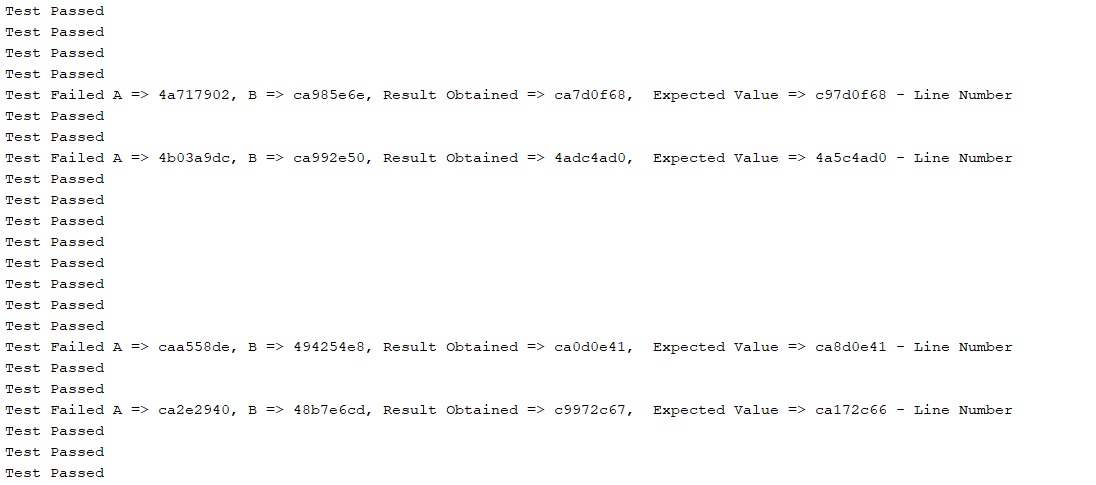 Test Passed
Test Passed
Test Passed
Test Passed
Test Failed A => 4a717902, B => ca985e6e, Result Obtained => ca7d0f68,  Expected Value => c97d0f68 - Line Number
Test Passed
Test Passed
Test Failed A => 4b03a9dc, B => ca992e50, Result Obtained => 4adc4ad0,  Expected Value => 4a5c4ad0 - Line Number
Test Passed
Test Passed
Test Passed
Test Passed
Test Passed
Test Passed
Test Passed
Test Passed
Test Failed A => caa558de, B => 494254e8, Result Obtained => ca0d0e41,  Expected Value => ca8d0e41 - Line Number
Test Passed
Test Passed
Test Failed A => ca2e2940, B => 48b7e6cd, Result Obtained => c9972c67,  Expected Value => ca172c66 - Line Number
Test Passed
Test Passed
Test Passed